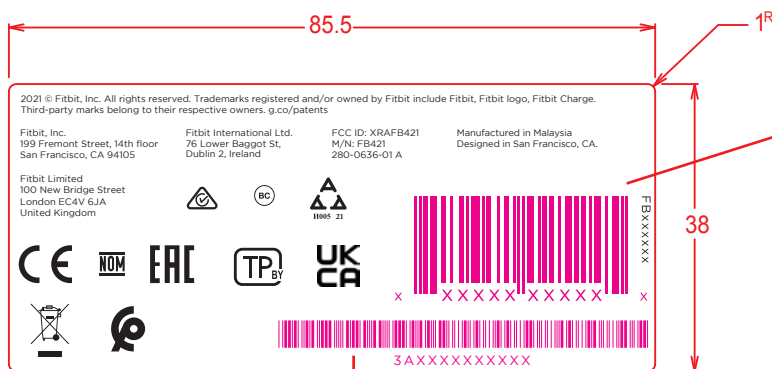 85.5
1R
2021 © Fitbit, Inc. All rights reserved. Trademarks registered and/or owned by Fitbit include Fitbit, Fitbit logo, Fitbit Charge.
Third-party marks belong to their respective owners. g.co/patents
Fitbit, Inc.
199 Fremont Street, 14th floor
San Francisco, CA 94105
Fitbit International Ltd.
76 Lower Baggot St,
Dublin 2, Ireland
FCC ID: XRAFB421
M/N: FB421
280-0636-01 A
Manufactured in Malaysia
Designed in San Francisco, CA.
Fitbit Limited
100 New Bridge Street
London EC4V 6JA
United Kingdom
BC
H005 21
FBxxxxxx
38
CE
NOM
EAC
TP BY
UK
CA
x XXXXX XXXXX x
3AXXXXXXXXXXX